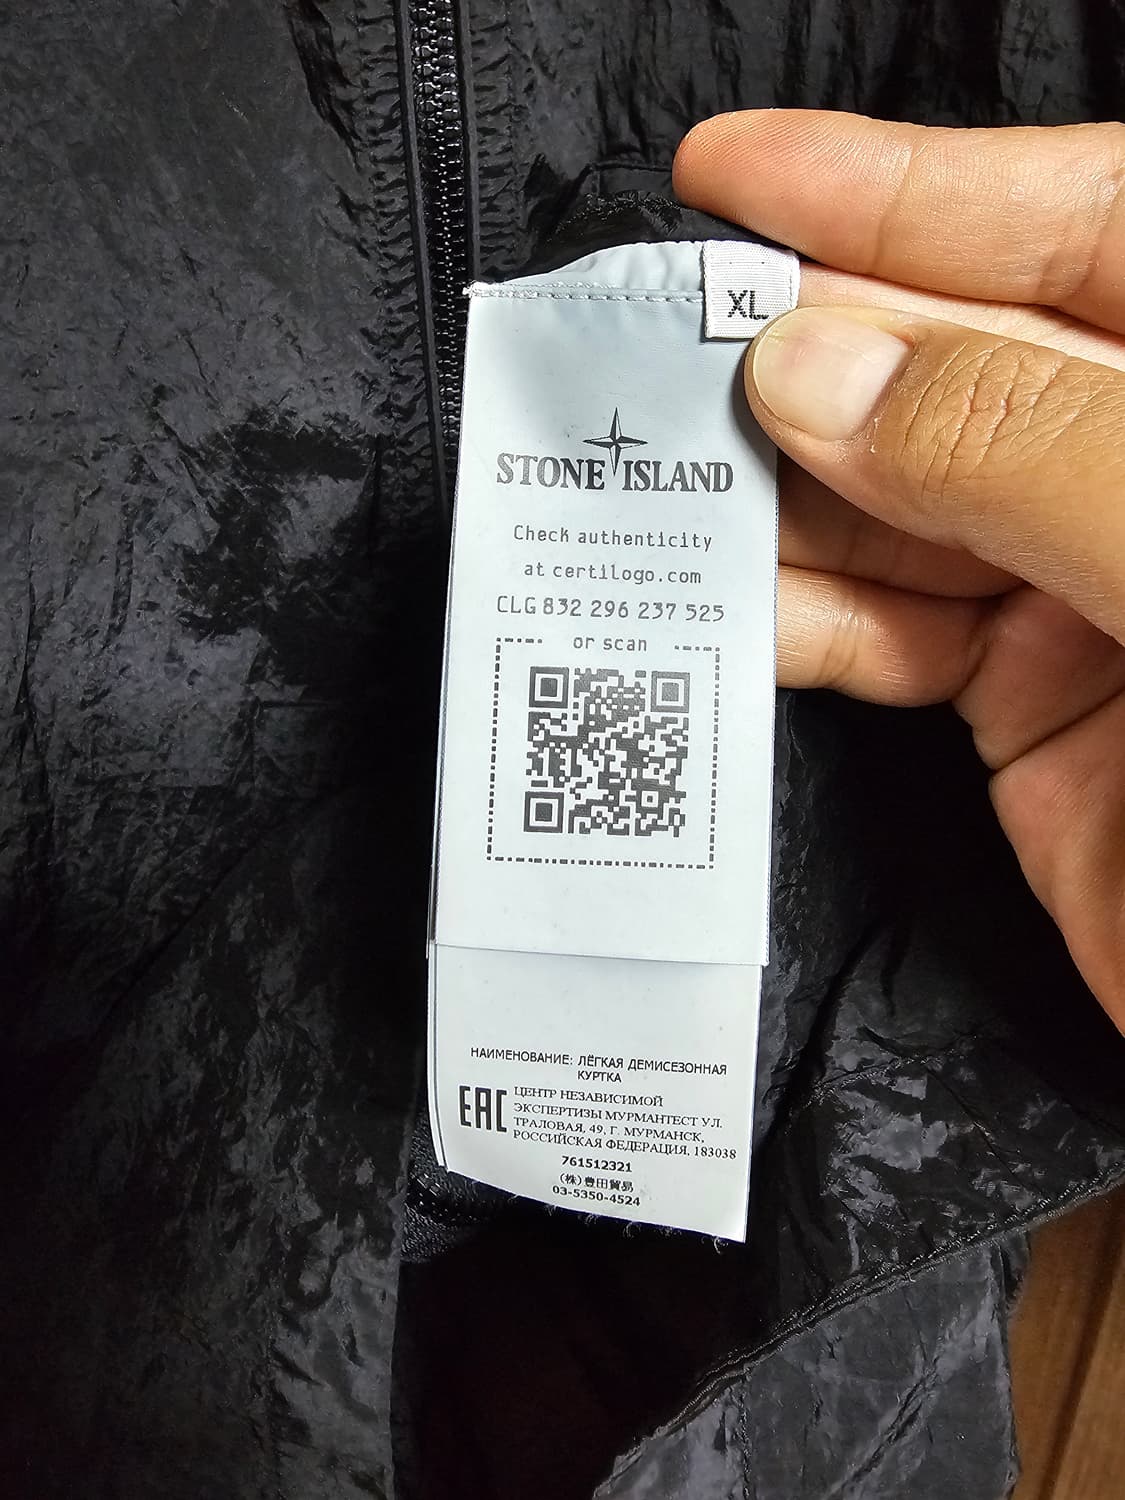 XL
STONE ISLAND
Check authenticity
at certilogo.com
CLG 832 296 237 525
or scan
НАИМЕНОВАНИЕ: ЛЁГКАЯ ДЕМИСЕЗОННАЯ
КУРТКА
EAC
ЦЕНТР НЕЗАВИСИМОЙ
ЭКСПЕРТИЗЫ МУРМАНТЕСТ УЛ.
ТРАЛОВАЯ, 49, Г. МУРМАНСК,
РОССИЙСКАЯ ФЕДЕРАЦИЯ, 183038
761512321
(株)豊田貿易
03-5350-4524